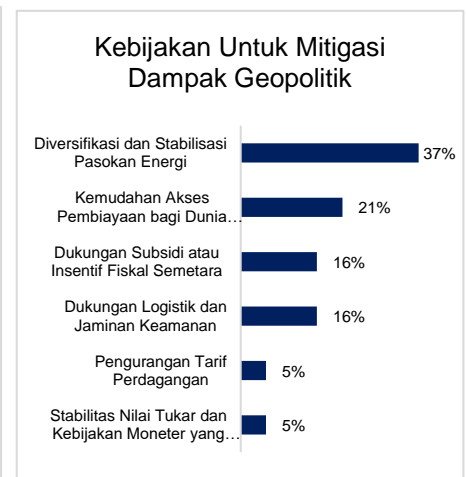 Kebijakan Untuk Mitigasi
Dampak Geopolitik
Diversifikasi dan Stabilisasi
Pasokan Energi
37%
Kemudahan Akses
Pembiayaan bagi Dunia…
21%
Dukungan Subsidi atau
Insentif Fiskal Semetara
16%
Dukungan Logistik dan
Jaminan Keamanan
16%
Pengurangan Tarif
Perdagangan
5%
Stabilitas Nilai Tukar dan
Kebijakan Moneter yang…
5%